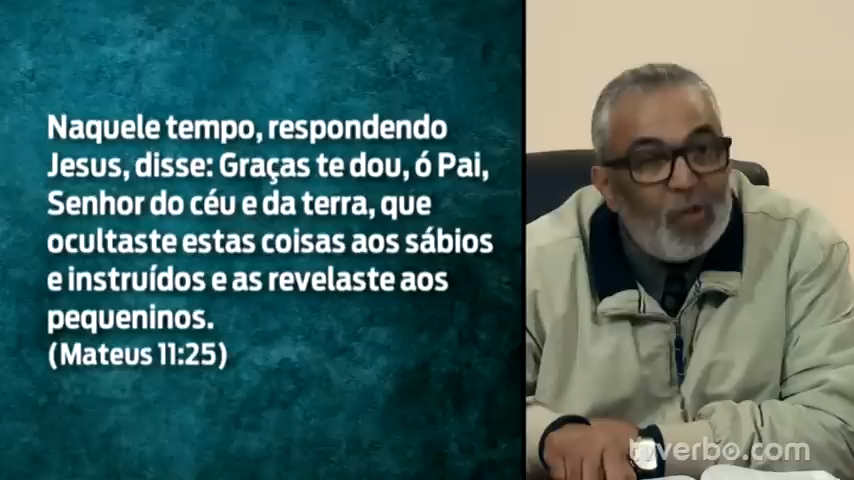 Naquele tempo, respondendo
Jesus, disse: Graças te dou, ó Pai,
Senhor do céu e da terra, que
ocultaste estas coisas aos sábios
e instruídos e as revelaste aos
pequeninos.
(Mateus 11:25)
tvverbo.com